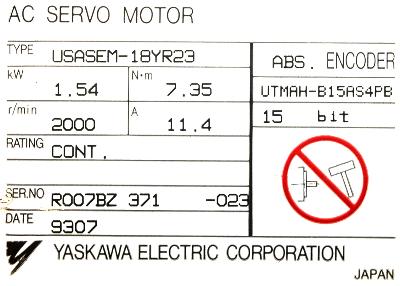 AC SERVO MOTOR
TYPE USASEM-18YR23
kW 1.54 N·m 7.35
r/min 2000 A 11.4
RATING CONT.
SER.NO R007BZ 371 -023
DATE 9307
ABS. ENCODER
UTMAH-B15AS4PB
15 bit
YASKAWA ELECTRIC CORPORATION
JAPAN